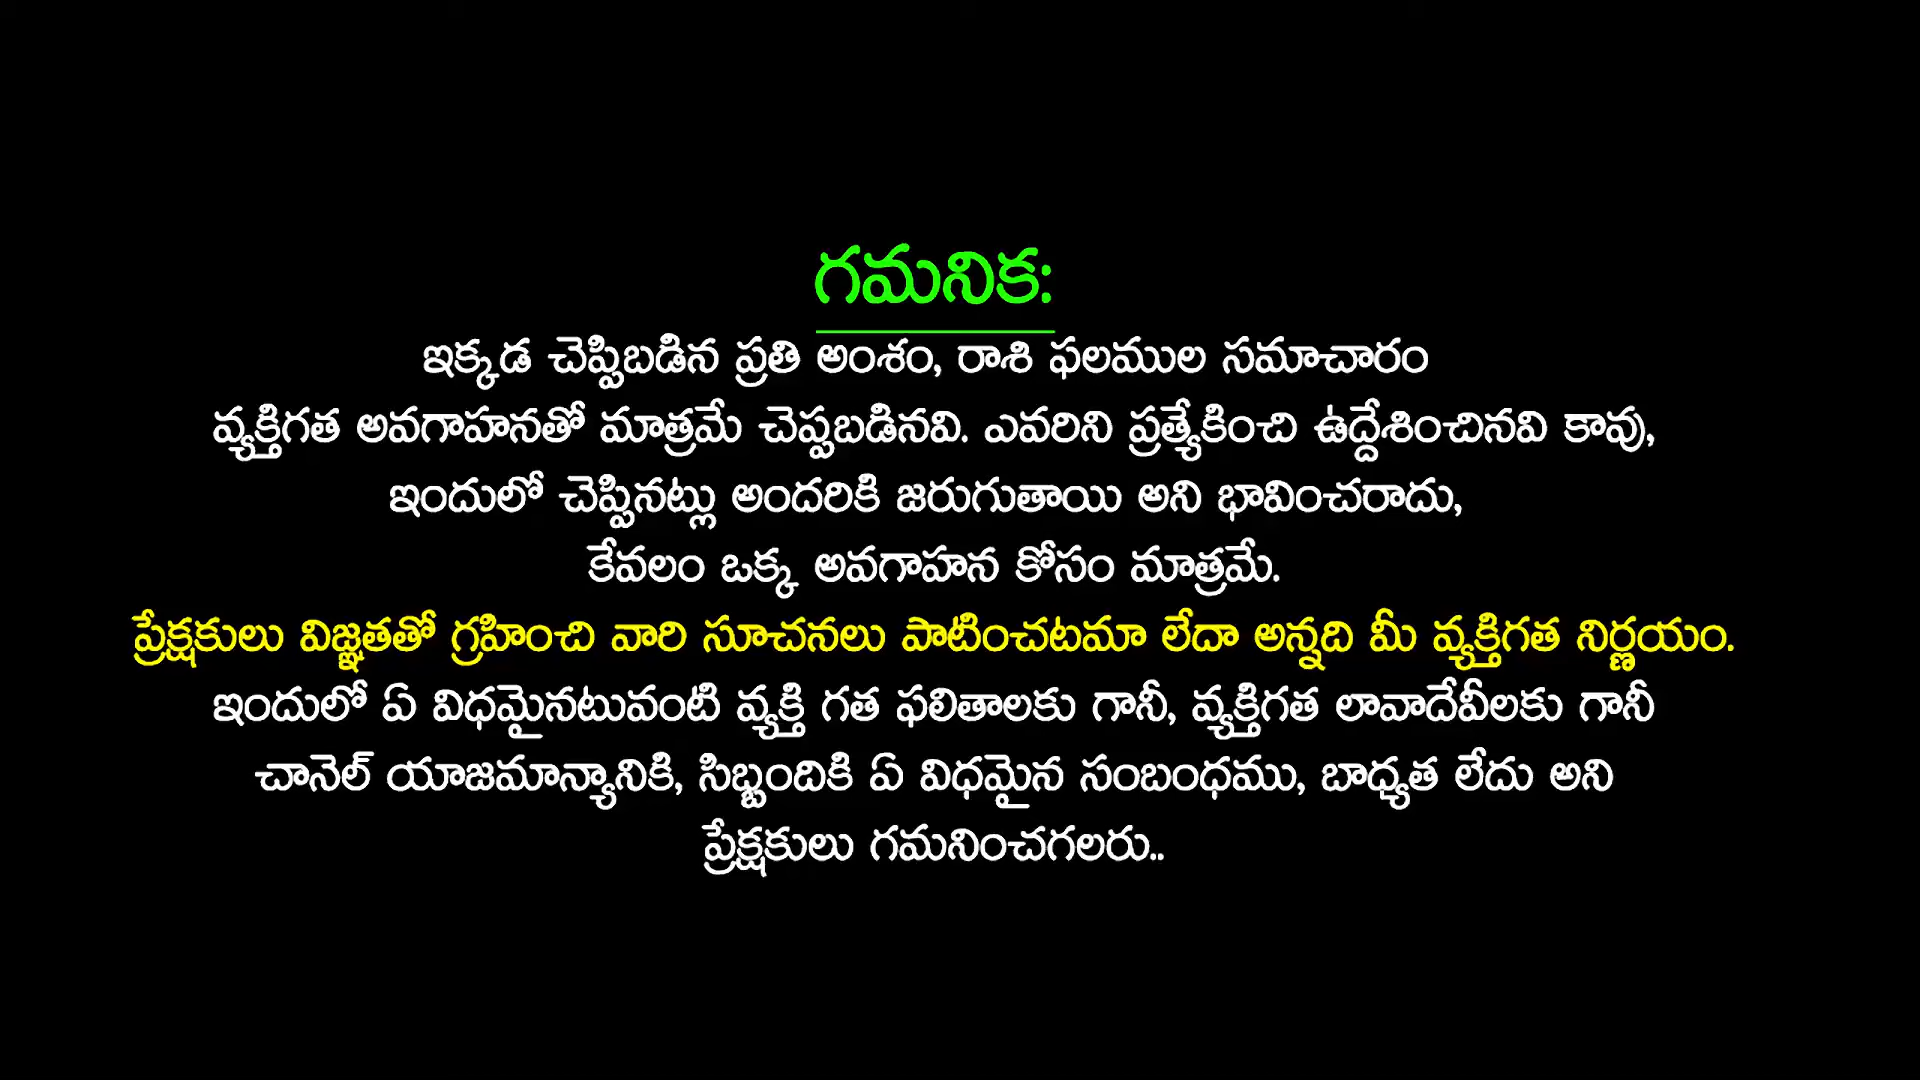 గమనిక:
ఇక్కడ చెప్పిబడిన ప్రతి అంశం, రాశి ఫలముల సమాచారం
వ్యక్తిగత అవగాహనతో మాత్రమే చెప్పబడినవి. ఎవరిని ప్రత్యేకించి ఉద్దేశించినవి కావు,
ఇందులో చెప్పినట్లు అందరికి జరుగుతాయి అని భావించరాదు,
కేవలం ఒక్క అవగాహన కోసం మాత్రమే.
ప్రేక్షకులు విజ్ఞతతో గ్రహించి వారి సూచనలు పాటించటమా లేదా అన్నది మీ వ్యక్తిగత నిర్ణయం.
ఇందులో ఏ విధమైనటువంటి వ్యక్తి గత ఫలితాలకు గానీ, వ్యక్తిగత లావాదేవీలకు గానీ
చానెల్ యాజమాన్యానికి, సిబ్బందికి ఏ విధమైన సంబంధము, బాధ్యత లేదు అని
ప్రేక్షకులు గమనించగలరు..